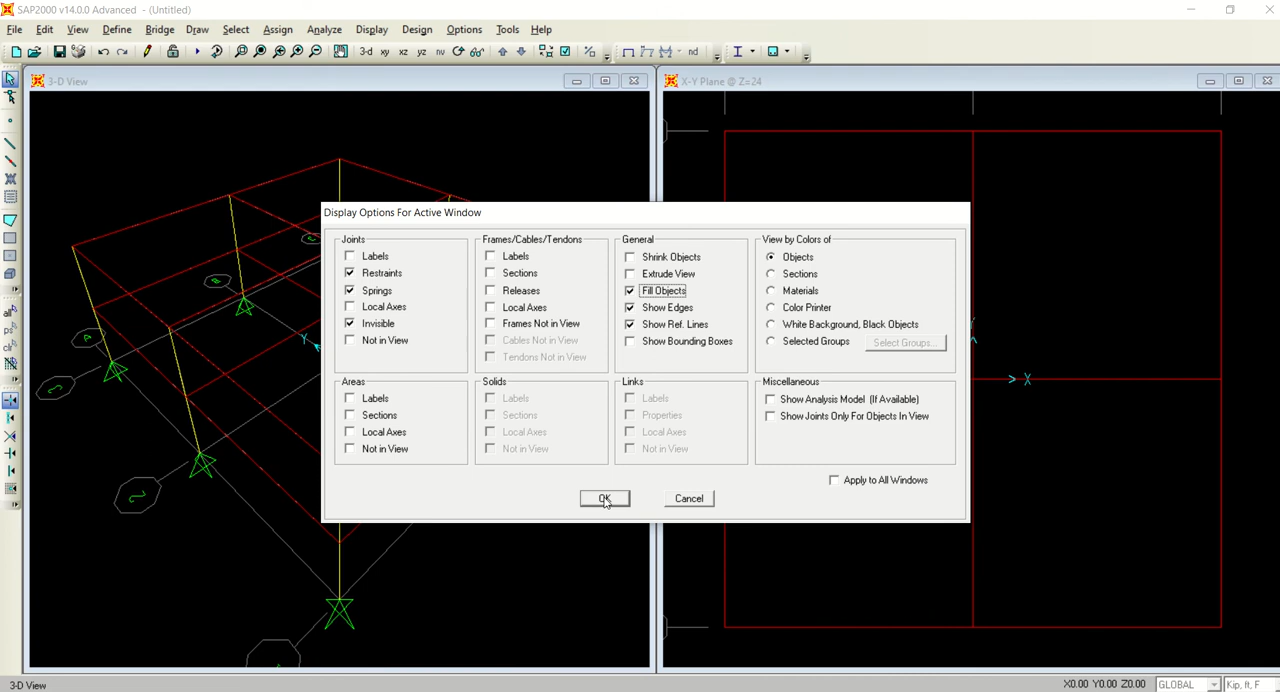 SAP2000 v14.0.0 Advanced - (Untitled)
File Edit View Define Bridge Draw Select Assign Analyze Display Design Options Tools Help
3-d xy xz yz nv nd
3-D View
X-Y Plane @ Z=24
Display Options For Active Window
Joints
Labels
Restraints
Springs
Local Axes
Invisible
Not in View
Frames/Cables/Tendons
Labels
Sections
Releases
Local Axes
Frames Not in View
Cables Not in View
Tendons Not in View
General
Shrink Objects
Extrude View
Fill Objects
Show Edges
Show Ref. Lines
Show Bounding Boxes
View by Colors of
Objects
Sections
Materials
Color Printer
White Background, Black Objects
Selected Groups
Select Groups...
Areas
Labels
Sections
Local Axes
Not in View
Solids
Labels
Sections
Local Axes
Not in View
Links
Labels
Properties
Local Axes
Not in View
Miscellaneous
Show Analysis Model (If Available)
Show Joints Only For Objects In View
Apply to All Windows
OK
Cancel
B
A
Y
X
all
3-D View
X0.00 Y0.00 Z0.00
GLOBAL
Kip, ft, F